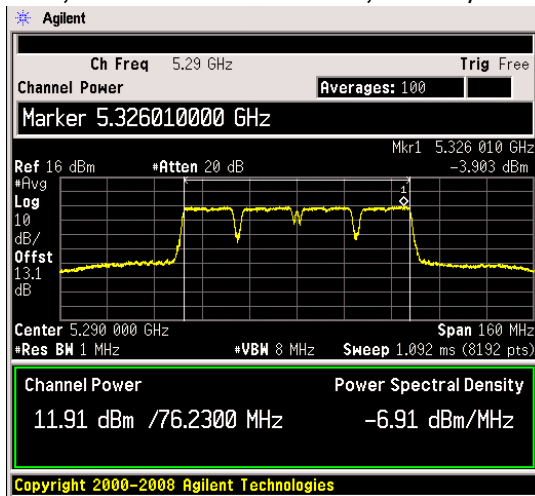 Agilent
Ch Freq 5.29 GHz Trig Free
Channel Power Averages: 100
Marker 5.326010000 GHz
Mkr1 5.326 010 GHz
Ref 16 dBm #Atten 20 dB -3.903 dBm
#Avg
Log
10
dB/
Offst
13.1
dB
1
Center 5.290 000 GHz Span 160 MHz
#Res BW 1 MHz #VBW 8 MHz Sweep 1.092 ms (8192 pts)
Channel Power Power Spectral Density
11.91 dBm /76.2300 MHz -6.91 dBm/MHz
Copyright 2000-2008 Agilent Technologies